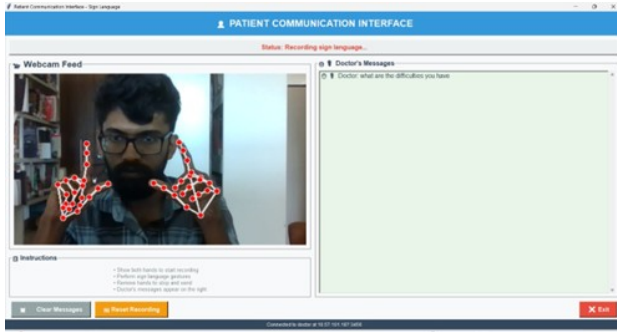 Patient Communication Interface - Sign Language
PATIENT COMMUNICATION INTERFACE
Status: Recording sign language...
Webcam Feed
Doctor's Messages
Doctor: what are the difficulties you have
Instructions
• Show both hands to start recording
• Perform sign language gestures
• Remove hands to stop and send
• Doctor's messages appear on the right
Clear Messages
Reset Recording
Exit
Connected to doctor at